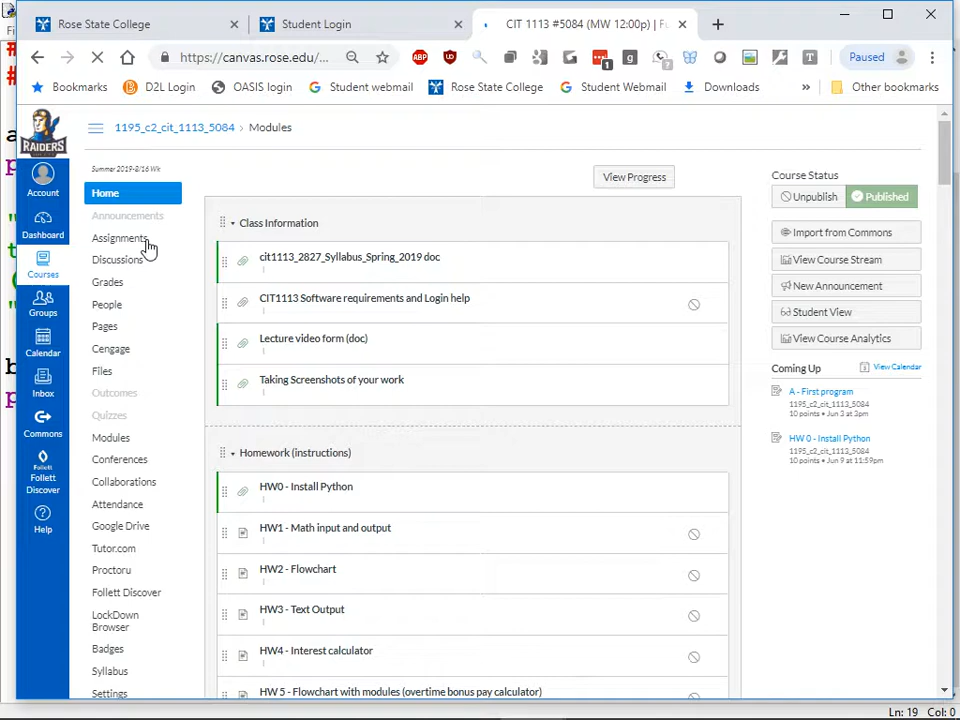 Rose State College
Student Login
CIT 1113 #5084 (MW 12:00p) | Fu
https://canvas.rose.edu/...
ABP
1
g
T
Paused
Bookmarks
D2L Login
OASIS login
Student webmail
Rose State College
Student Webmail
Downloads
»
Other bookmarks
RAIDERS
1195_c2_cit_1113_5084 › Modules
Account
Dashboard
Courses
Groups
Calendar
Inbox
Commons
Follett
Discover
Help
Summer 2019-8/16 Wk
Home
Announcements
Assignments
Discussions
Grades
People
Pages
Cengage
Files
Outcomes
Quizzes
Modules
Conferences
Collaborations
Attendance
Google Drive
Tutor.com
Proctoru
Follett Discover
LockDown
Browser
Badges
Syllabus
Settings
View Progress
Class Information
cit1113_2827_Syllabus_Spring_2019 doc
CIT1113 Software requirements and Login help
Lecture video form (doc)
Taking Screenshots of your work
Homework (instructions)
HW0 - Install Python
HW1 - Math input and output
HW2 - Flowchart
HW3 - Text Output
HW4 - Interest calculator
HW 5 - Flowchart with modules (overtime bonus pay calculator)
Course Status
Unpublish
Published
Import from Commons
View Course Stream
New Announcement
Student View
View Course Analytics
Coming Up
View Calendar
A - First program
1195_c2_cit_1113_5084
10 points • Jun 3 at 3pm
HW 0 - Install Python
1195_c2_cit_1113_5084
10 points • Jun 9 at 11:59pm
Ln: 19 Col: 0